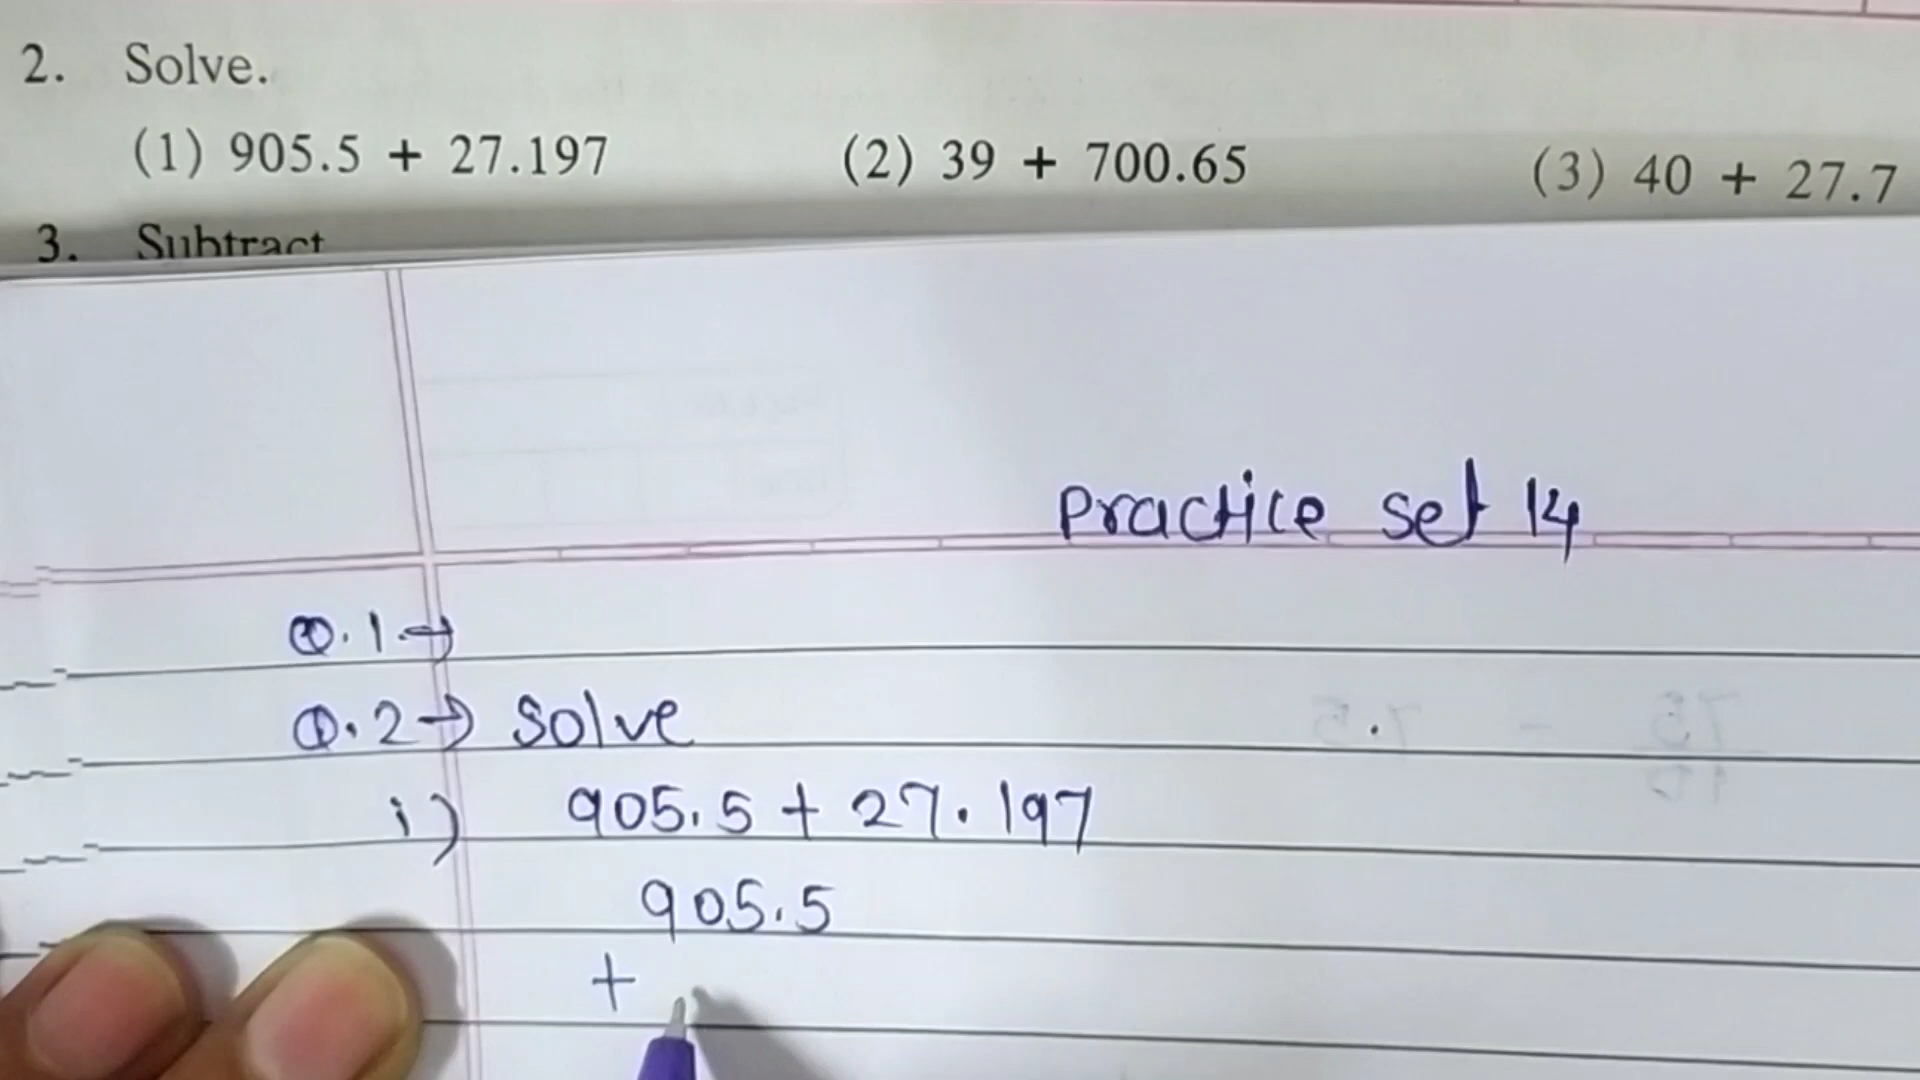 2. Solve.
(1) 905.5 + 27.197 (2) 39 + 700.65 (3) 40 + 27.7
3. Subtract
Practice set 14
Q.1→
Q.2→ Solve
i) 905.5 + 27.197
905.5
+